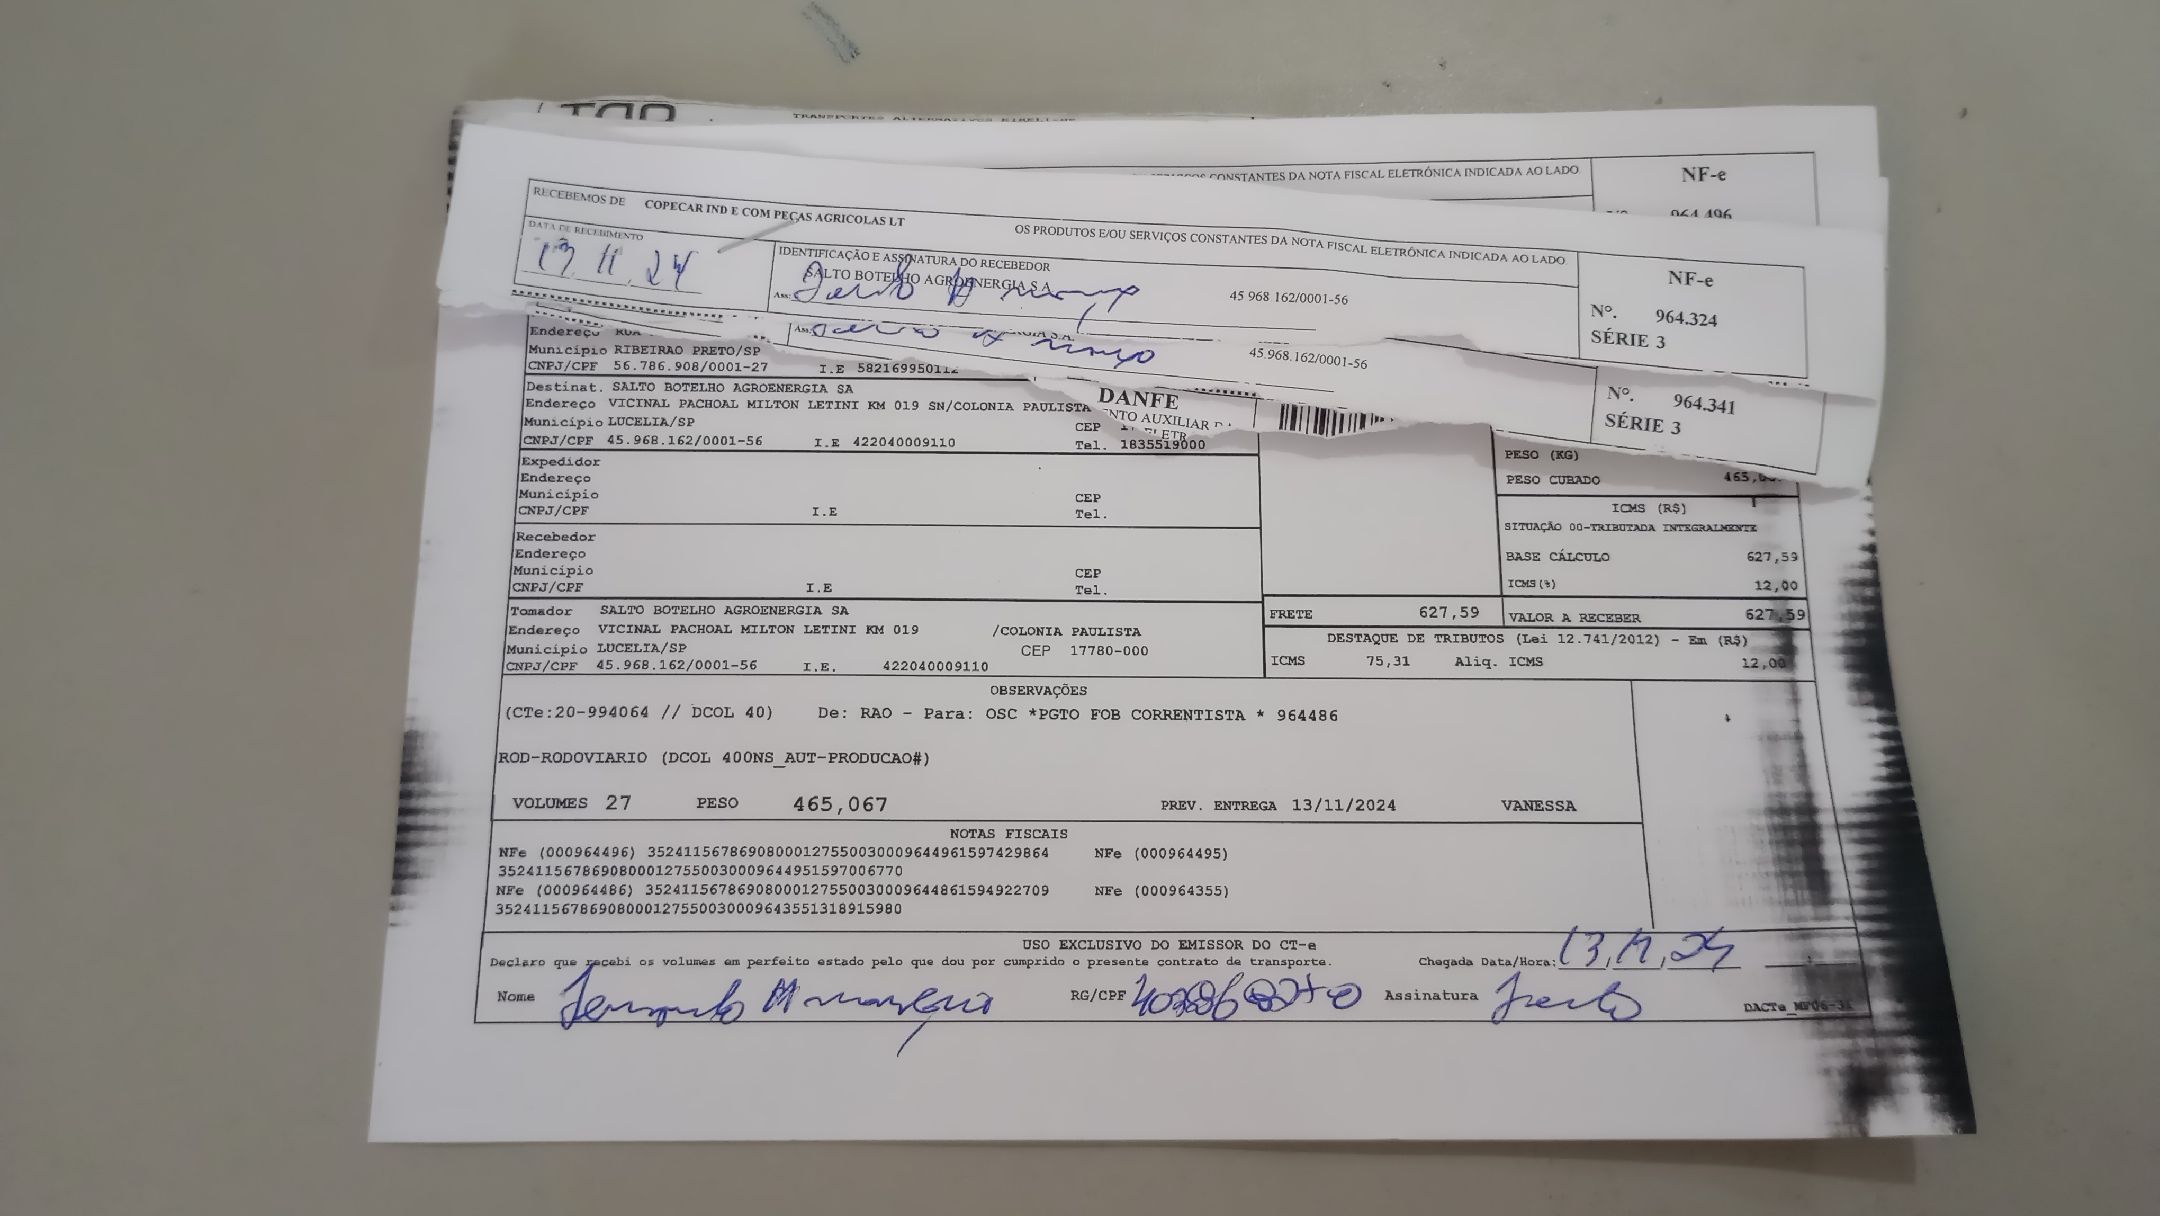 CONSTANTES DA NOTA FISCAL ELETRÔNICA INDICADA AO LADO
NF-e
964.496
RECEBEMOS DE COPECAR IND E COM PEÇAS AGRICOLAS LT OS PRODUTOS E/OU SERVIÇOS CONSTANTES DA NOTA FISCAL ELETRÔNICA INDICADA AO LADO
DATA DE RECEBIMENTO
13 11 24
IDENTIFICAÇÃO E ASSINATURA DO RECEBEDOR
SALTO BOTELHO AGROENERGIA S.A
45 968 162/0001-56
Ass:
NF-e
Nº. 964.324
SÉRIE 3
Ass:
45.968.162/0001-56
Nº. 964.341
SÉRIE 3
DANFE
Endereço RUA
Município RIBEIRAO PRETO/SP
CNPJ/CPF 56.786.908/0001-27 I.E
Destinat. SALTO BOTELHO AGROENERGIA SA
Endereço VICINAL PACHOAL MILTON LETINI KM 019 SN/COLONIA PAULISTA
Município LUCELIA/SP CEP
CNPJ/CPF 45.968.162/0001-56 I.E 422040009110 Tel. 1835519000
Expedidor
Endereço
Município CEP
CNPJ/CPF I.E Tel.
Recebedor
Endereço
Município CEP
CNPJ/CPF I.E Tel.
Tomador SALTO BOTELHO AGROENERGIA SA
Endereço VICINAL PACHOAL MILTON LETINI KM 019 /COLONIA PAULISTA
Município LUCELIA/SP CEP 17780-000
CNPJ/CPF 45.968.162/0001-56 I.E. 422040009110
PESO (KG)
PESO CUBADO
ICMS (R$)
SITUAÇÃO 00-TRIBUTADA INTEGRALMENTE
BASE CÁLCULO 627,59
ICMS(%) 12,00
FRETE 627,59 VALOR A RECEBER 627,59
DESTAQUE DE TRIBUTOS (Lei 12.741/2012) - Em (R$)
ICMS 75,31 Aliq. ICMS 12,00
OBSERVAÇÕES
(CTe:20-994064 // DCOL 40) De: RAO - Para: OSC *PGTO FOB CORRENTISTA * 964486
ROD-RODOVIARIO (DCOL 400NS_AUT-PRODUCAO#)
VOLUMES 27 PESO 465,067 PREV. ENTREGA 13/11/2024 VANESSA
NOTAS FISCAIS
NFe (000964496) 35241156786908000127550030009644961597429864 NFe (000964495)
35241156786908000127550030009644951597006770
NFe (000964486) 35241156786908000127550030009644861594922709 NFe (000964355)
35241156786908000127550030009643551318915980
USO EXCLUSIVO DO EMISSOR DO CT-e
Declaro que recebi os volumes em perfeito estado pelo que dou por cumprido o presente contrato de transporte. Chegada Data/Hora: 13,11,24
Nome RG/CPF Assinatura